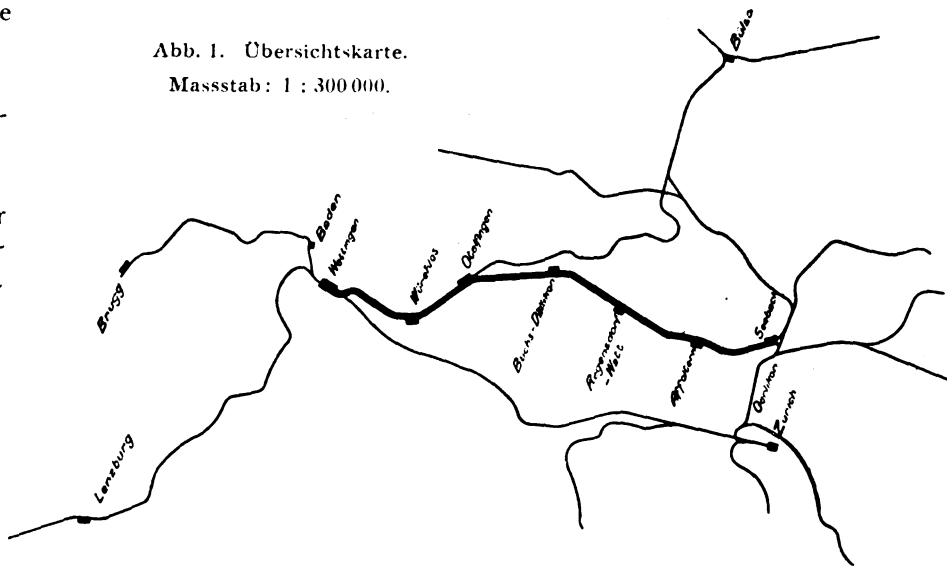 e
Abb. 1. Übersichtskarte.
Massstab: 1 : 300 000.
r
Bülach
Baden
Wettingen
Würenlos
Otelfingen
Brugg
Buchs-Dällikon
Regensdorf
-Watt
Affoltern
Seebach
Oerlikon
Zürich
Lenzburg